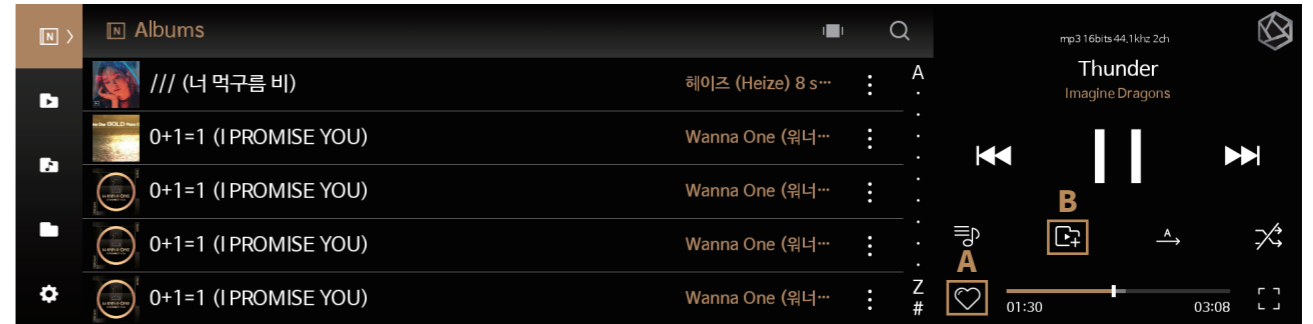 N
N Albums
/// (너 먹구름 비)
헤이즈 (Heize) 8 s…
0+1=1 (I PROMISE YOU)
Wanna One (워너…
0+1=1 (I PROMISE YOU)
Wanna One (워너…
0+1=1 (I PROMISE YOU)
Wanna One (워너…
0+1=1 (I PROMISE YOU)
Wanna One (워너…
A
Z
#
mp3 16bits 44,1khz 2ch
Thunder
Imagine Dragons
B
A
A
01:30
03:08